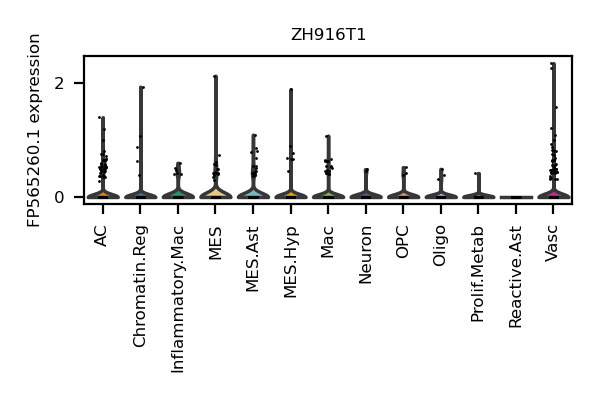 ZH916T1
FP565260.1 expression
2
0
AC
Chromatin.Reg
Inflammatory.Mac
MES
MES.Ast
MES.Hyp
Mac
Neuron
OPC
Oligo
Prolif.Metab
Reactive.Ast
Vasc